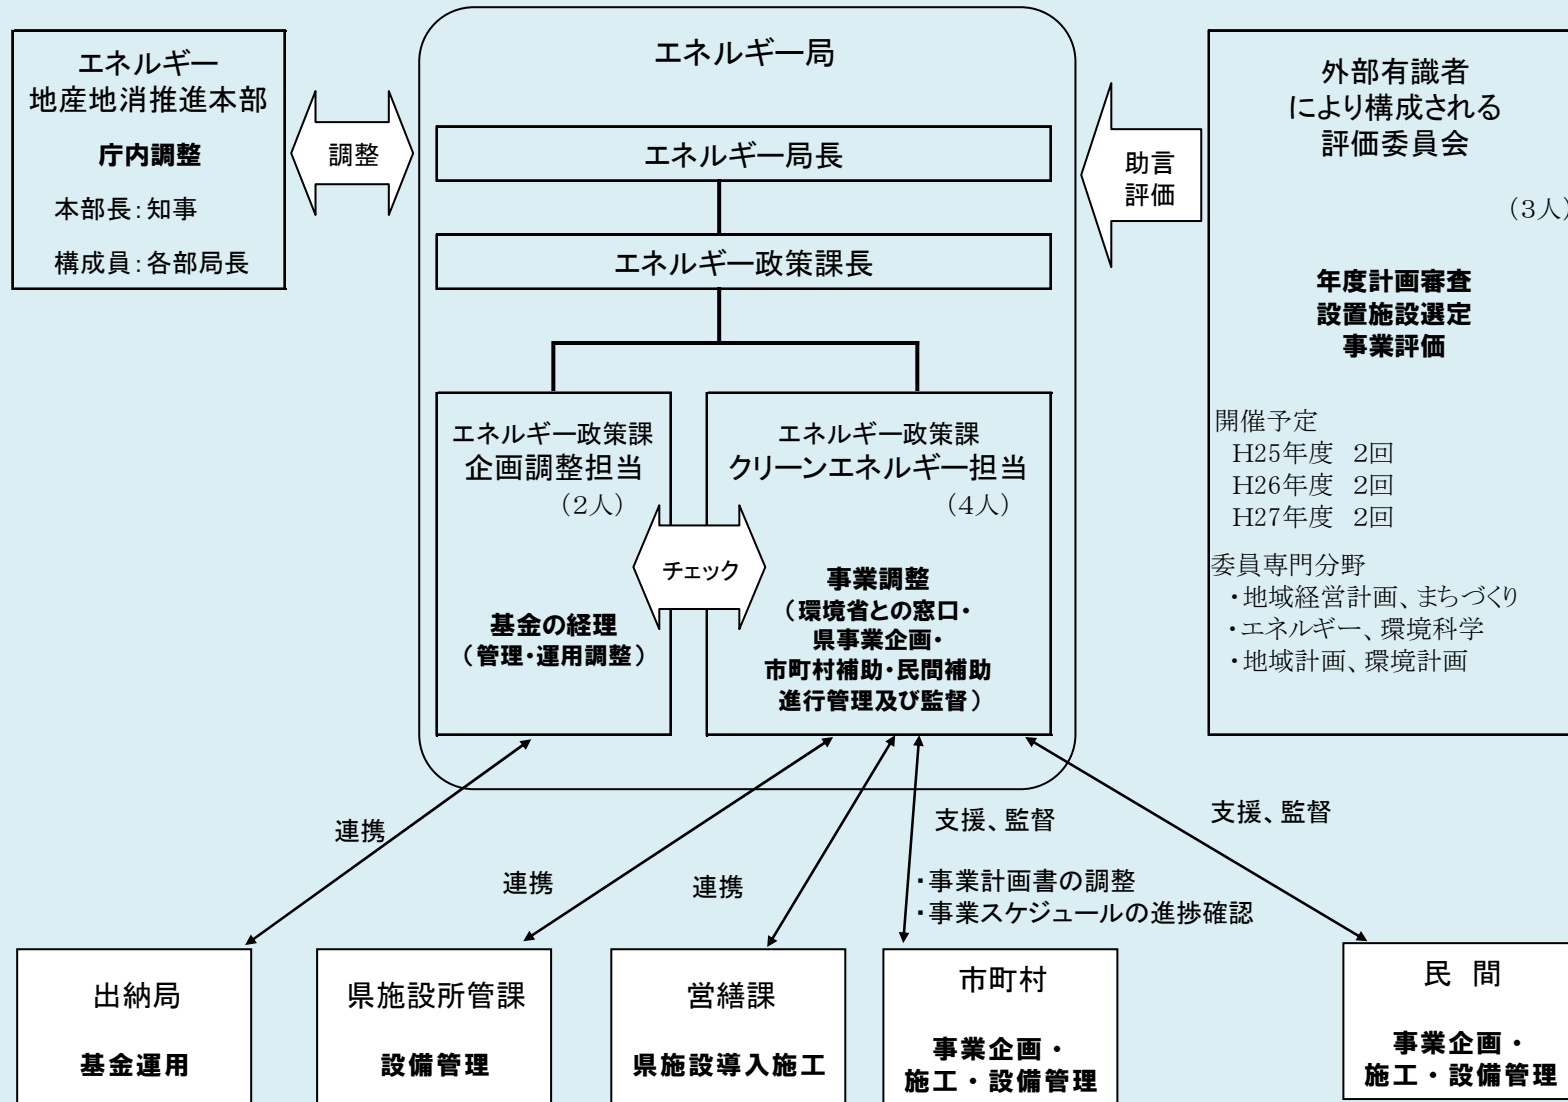 エネルギー
地産地消推進本部
庁内調整
本部長：知事
構成員：各部局長
調整
エネルギー局
エネルギー局長
エネルギー政策課長
エネルギー政策課
企画調整担当
（2人）
基金の経理
（管理・運用調整）
チェック
エネルギー政策課
クリーンエネルギー担当
（4人）
事業調整
（環境省との窓口・
県事業企画・
市町村補助・民間補助
進行管理及び監督）
助言
評価
外部有識者
により構成される
評価委員会
（3人）
年度計画審査
設置施設選定
事業評価
開催予定
H25年度　2回
H26年度　2回
H27年度　2回
委員専門分野
・地域経営計画、まちづくり
・エネルギー、環境科学
・地域計画、環境計画
連携
連携
連携
支援、監督
・事業計画書の調整
・事業スケジュールの進捗確認
支援、監督
出納局
基金運用
県施設所管課
設備管理
営繕課
県施設導入施工
市町村
事業企画・
施工・設備管理
民　間
事業企画・
施工・設備管理